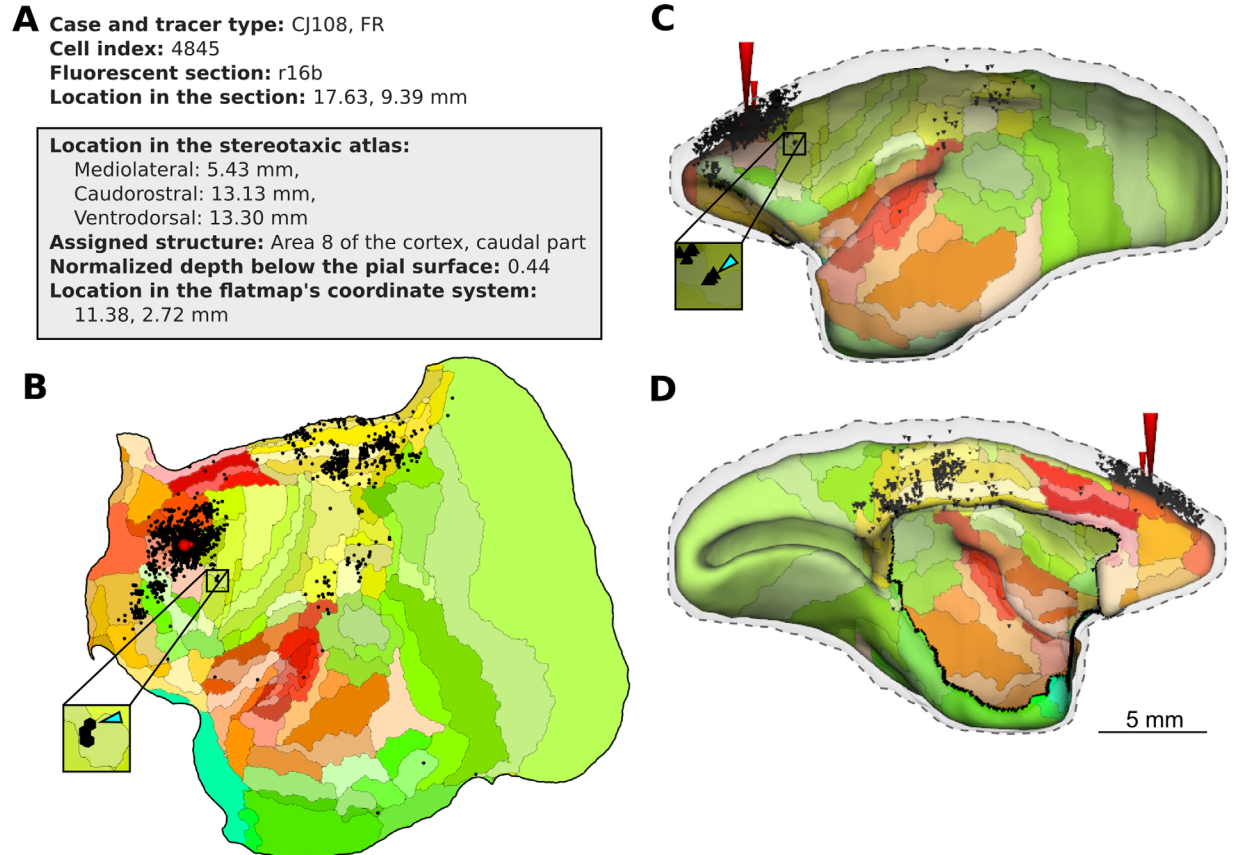 A
Case and tracer type: CJ108, FR
Cell index: 4845
Fluorescent section: r16b
Location in the section: 17.63, 9.39 mm
Location in the stereotaxic atlas:
Mediolateral: 5.43 mm,
Caudorostral: 13.13 mm,
Ventrodorsal: 13.30 mm
Assigned structure: Area 8 of the cortex, caudal part
Normalized depth below the pial surface: 0.44
Location in the flatmap's coordinate system:
11.38, 2.72 mm
B
C
D
5 mm